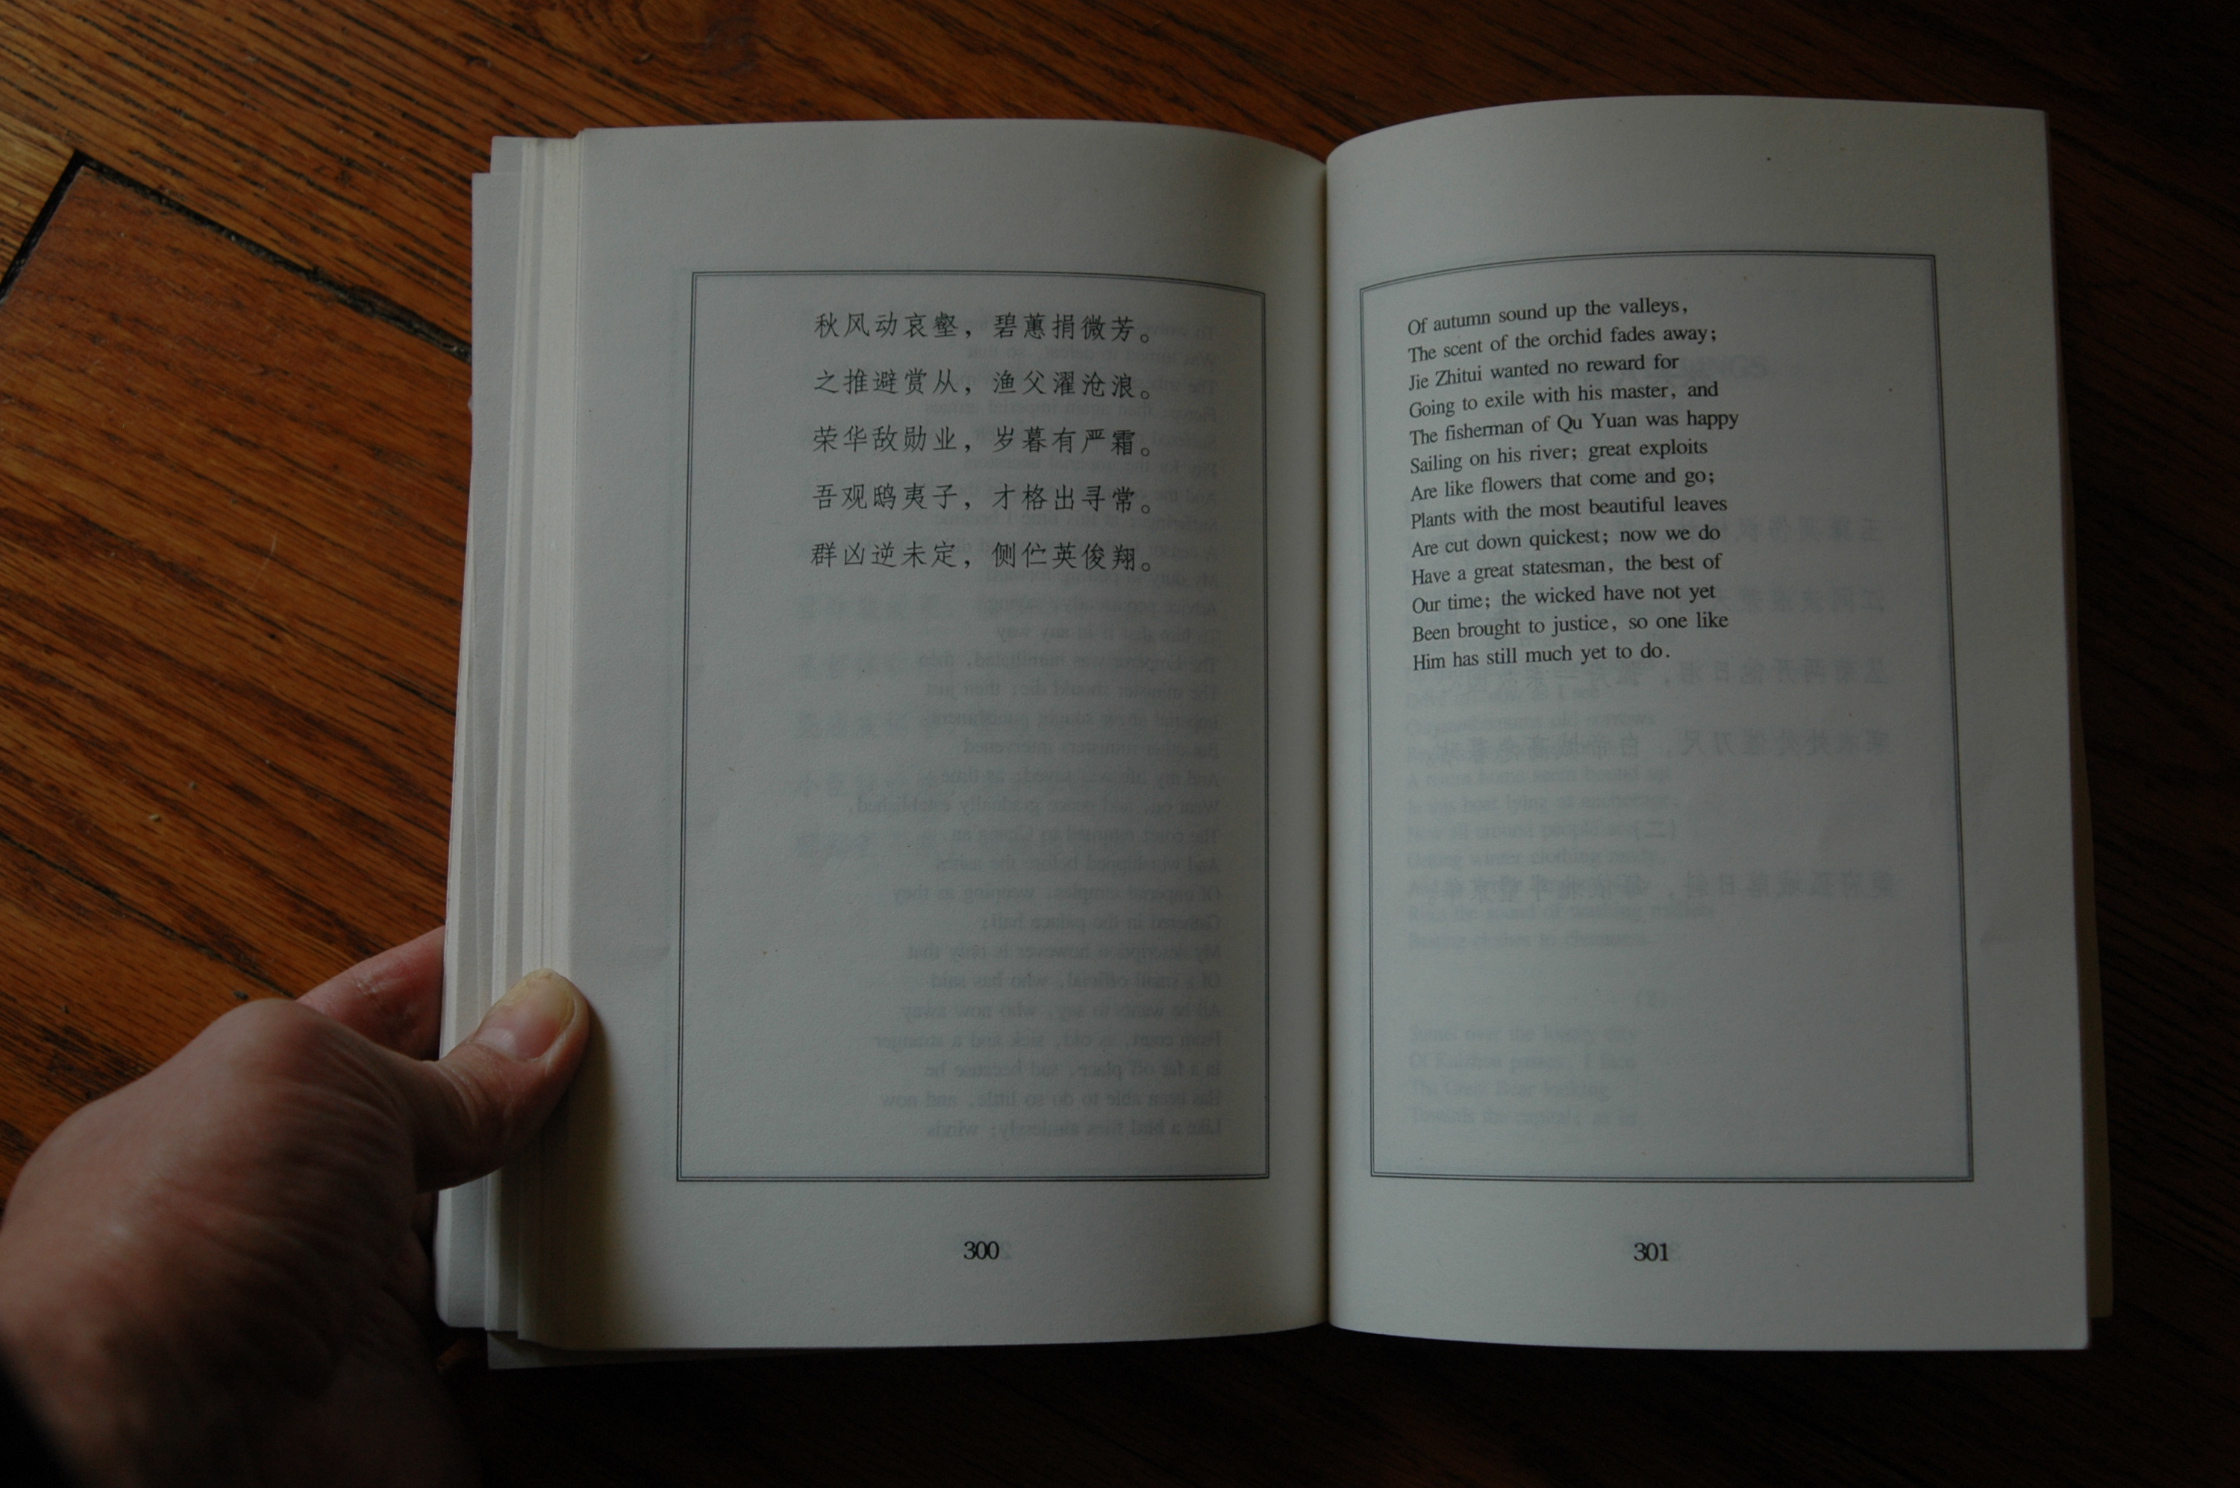 秋风动哀壑，碧蕙捐微芳。
之推避赏从，渔父濯沧浪。
荣华敌勋业，岁暮有严霜。
吾观鸱夷子，才格出寻常。
群凶逆未定，侧伫英俊翔。
300
Of autumn sound up the valleys,
The scent of the orchid fades away;
Jie Zhitui wanted no reward for
Going to exile with his master, and
The fisherman of Qu Yuan was happy
Sailing on his river; great exploits
Are like flowers that come and go;
Plants with the most beautiful leaves
Are cut down quickest; now we do
Have a great statesman, the best of
Our time; the wicked have not yet
Been brought to justice, so one like
Him has still much yet to do.
301